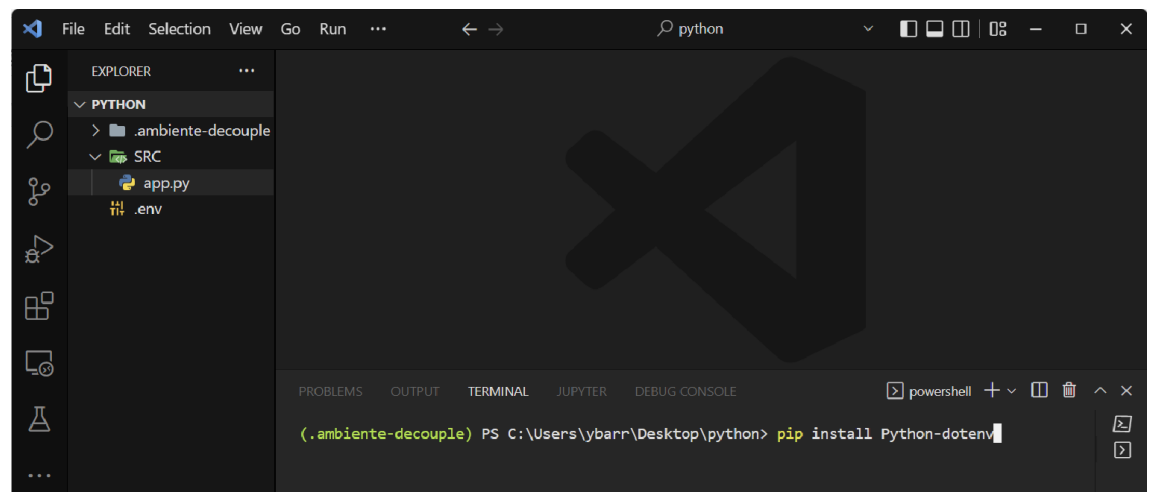 File Edit Selection View Go Run ··· python
EXPLORER ···
PYTHON
.ambiente-decouple
SRC
app.py
.env
PROBLEMS OUTPUT TERMINAL JUPYTER DEBUG CONSOLE powershell
(.ambiente-decouple) PS C:\Users\ybarr\Desktop\python> pip install Python-dotenv